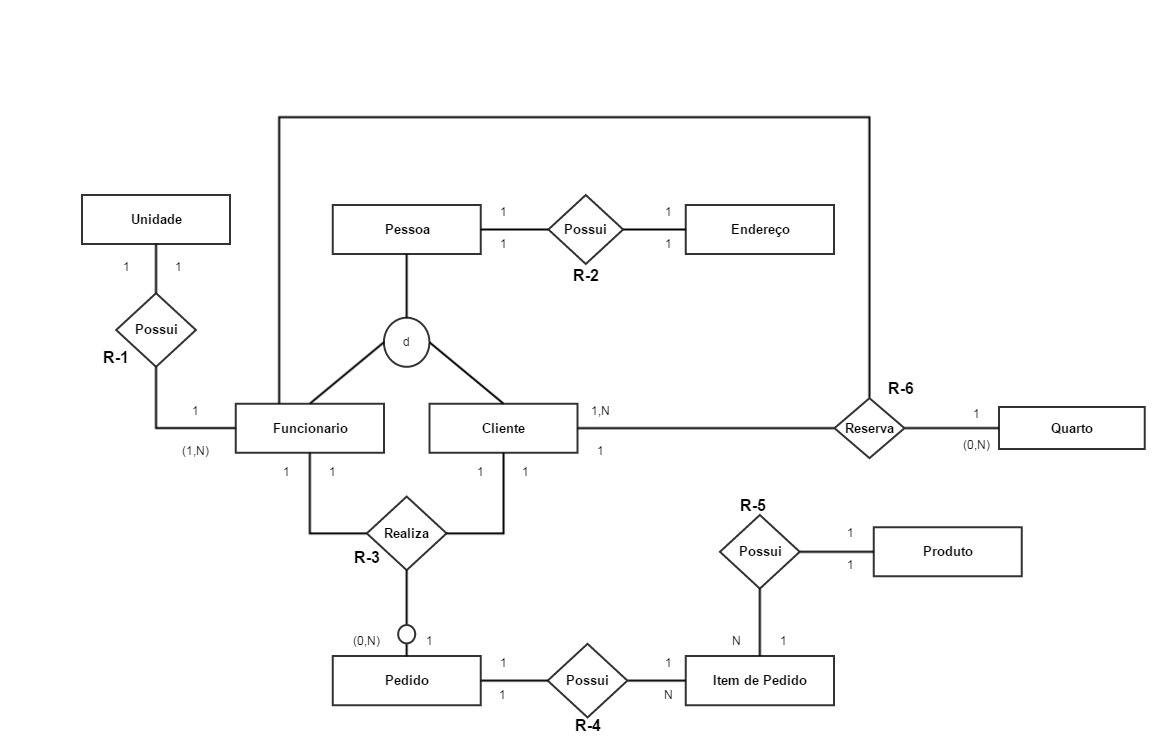 Unidade
Pessoa
1
1
Possui
1
1
Endereço
R-2
1
1
Possui
R-1
d
R-6
1
(1,N)
Funcionario
Cliente
1,N
1
Reserva
1
(0,N)
Quarto
1
1
1
1
Realiza
R-3
R-5
Possui
1
1
Produto
(0,N)
1
N
1
Pedido
1
1
Possui
1
N
Item de Pedido
R-4